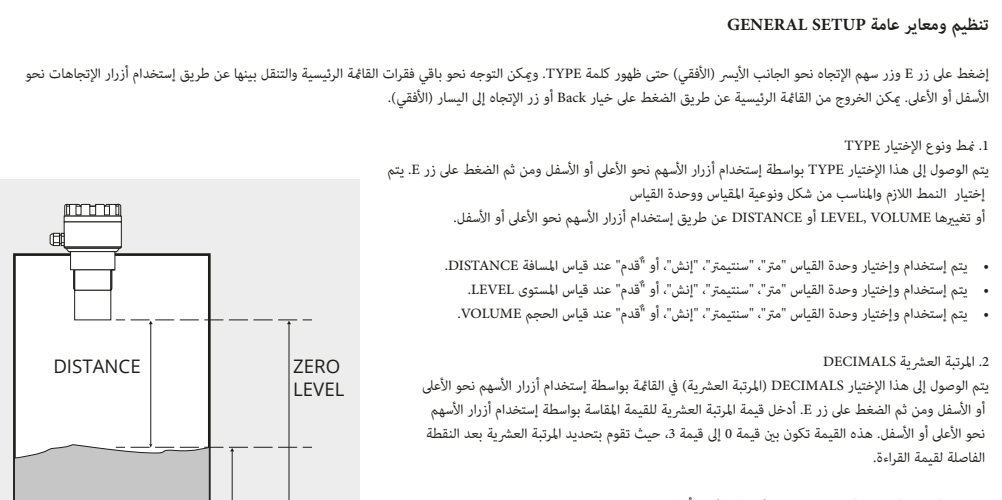 تنظيم ومعاير عامة GENERAL SETUP
إضغط على زر E وزر سهم الإتجاه نحو الجانب الأيسر (الأفقي) حتى ظهور كلمة TYPE. ويمكن التوجه نحو باقي فقرات القائمة الرئيسية والتنقل بينها عن طريق إستخدام أزرار الإتجاهات نحو
الأسفل أو الأعلى. يمكن الخروج من القائمة الرئيسية عن طريق الضغط على خيار Back أو زر الإتجاه إلى اليسار (الأفقي).
1. نمط ونوع الإختيار TYPE
يتم الوصول إلى هذا الإختيار TYPE بواسطة إستخدام أزرار الأسهم نحو الأعلى أو الأسفل ومن ثم الضغط على زر E. يتم
إختيار النمط اللازم والمناسب من شكل ونوعية المقياس ووحدة القياس
أو تغييرها LEVEL, VOLUME أو DISTANCE عن طريق إستخدام أزرار الأسهم نحو الأعلى أو الأسفل.
• يتم إستخدام وإختيار وحدة القياس "متر"، "سنتيمتر"، "إنش"، أو "ًقدم" عند قياس المسافة DISTANCE.
• يتم إستخدام وإختيار وحدة القياس "متر"، "سنتيمتر"، "إنش"، أو "ًقدم" عند قياس المستوى LEVEL.
• يتم إستخدام وإختيار وحدة القياس "متر"، "سنتيمتر"، "إنش"، أو "ًقدم" عند قياس الحجم VOLUME.
2. المرتبة العشرية DECIMALS
يتم الوصول إلى هذا الإختيار DECIMALS (المرتبة العشرية) في القائمة بواسطة إستخدام أزرار الأسهم نحو الأعلى
أو الأسفل ومن ثم الضغط على زر E. أدخل قيمة المرتبة العشرية للقيمة المقاسة بواسطة إستخدام أزرار الأسهم
نحو الأعلى أو الأسفل. هذه القيمة تكون بين قيمة 0 إلى قيمة 3، حيث تقوم بتحديد المرتبة العشرية بعد النقطة
الفاصلة لقيمة القراءة.
DISTANCE
ZERO
LEVEL